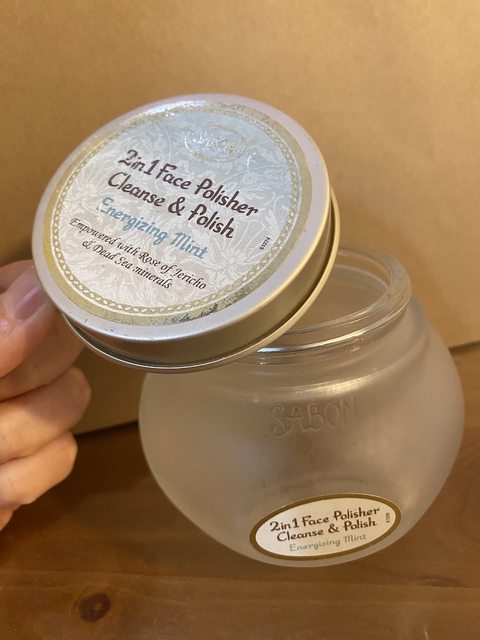 SABON
2in1 Face Polisher
Cleanse & Polish
Energizing Mint
Empowered with Rose of Jericho
& Dead Sea minerals
SABON
2in1 Face Polisher
Cleanse & Polish
Energizing Mint